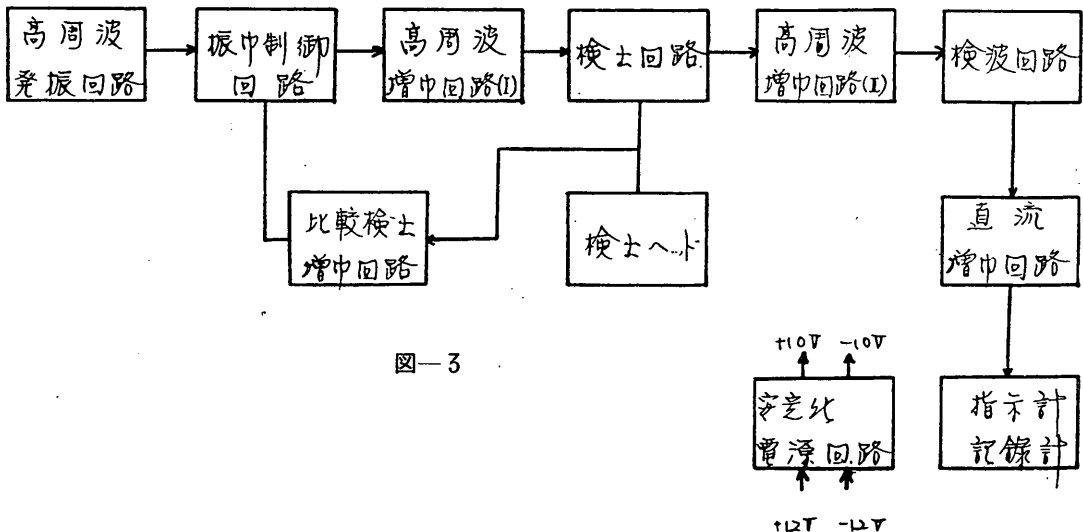 高周波
発振回路
振巾制御
回路
高周波
増巾回路(I)
検出回路
高周波
増巾回路(II)
検波回路
比較検出
増巾回路
検出ヘッド
直流
増巾回路
図—3
+10V -10V
安定化
電源回路
+12V -12V
指示計
記録計